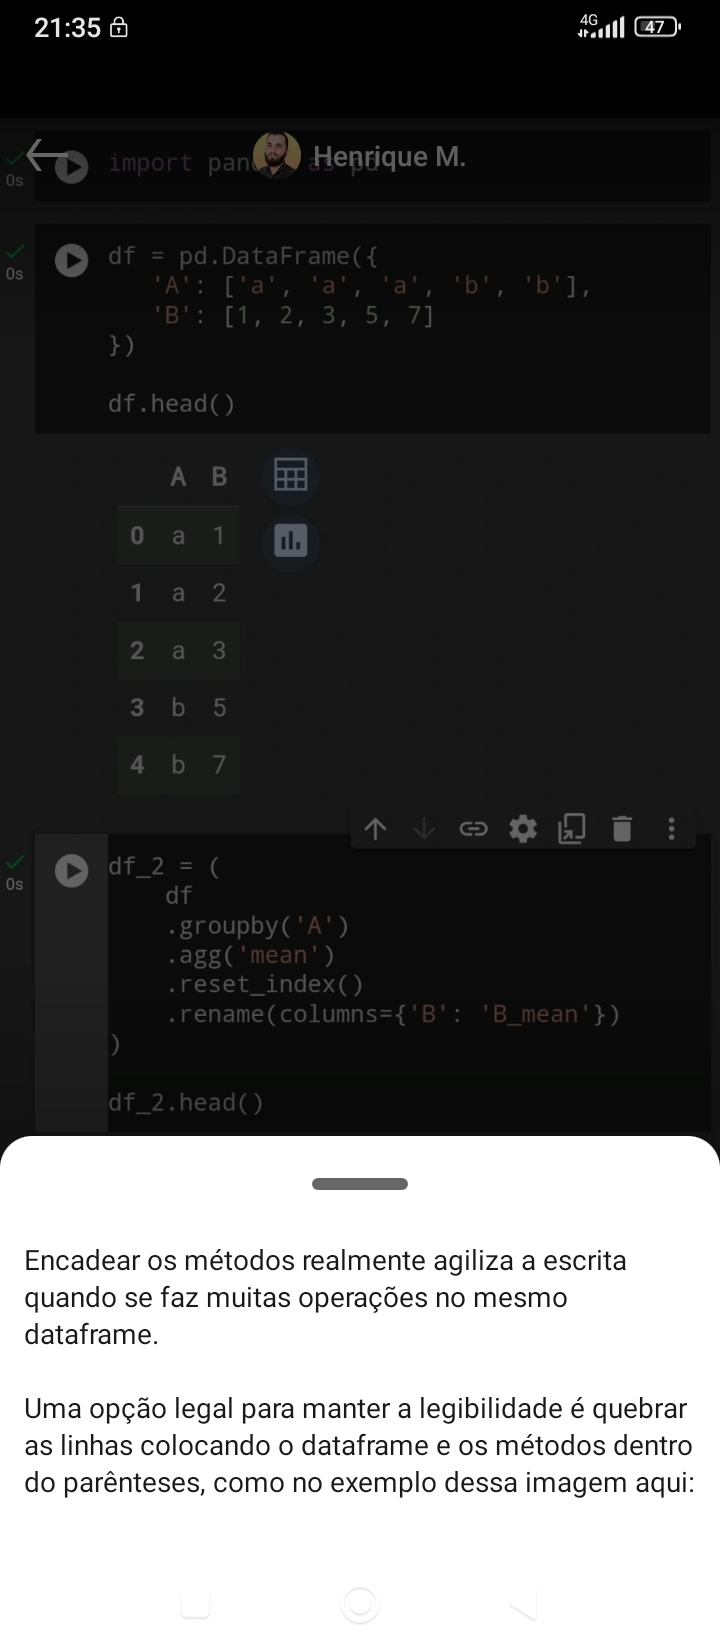 21:35
4G
47
Henrique M.
import pandas as pd
0s
df = pd.DataFrame({
0s
'A': ['a', 'a', 'a', 'b', 'b'],
'B': [1, 2, 3, 5, 7]
})
df.head()
A B
0 a 1
1 a 2
2 a 3
3 b 5
4 b 7
df_2 = (
0s
df
.groupby('A')
.agg('mean')
.reset_index()
.rename(columns={'B': 'B_mean'})
)
df_2.head()
Encadear os métodos realmente agiliza a escrita
quando se faz muitas operações no mesmo
dataframe.
Uma opção legal para manter a legibilidade é quebrar
as linhas colocando o dataframe e os métodos dentro
do parênteses, como no exemplo dessa imagem aqui: